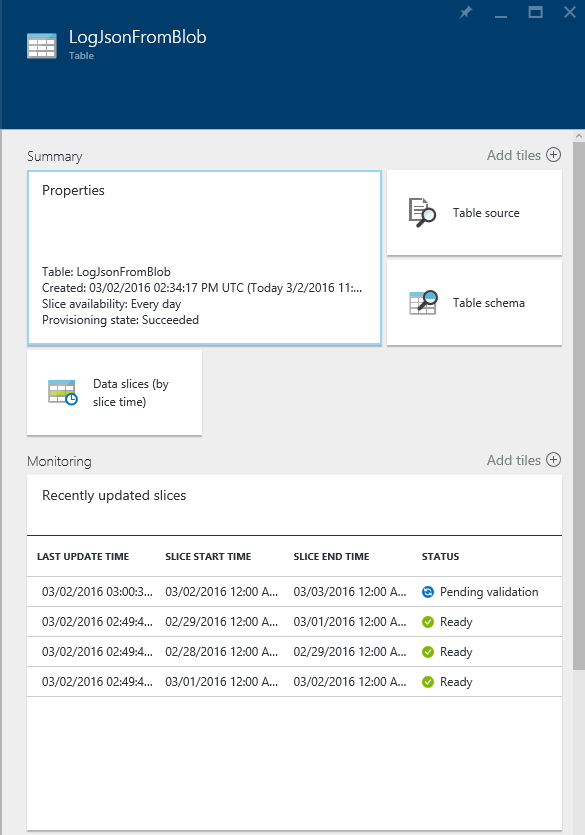 LogJsonFromBlob
Table
Summary
Add tiles
Properties
Table: LogJsonFromBlob
Created: 03/02/2016 02:34:17 PM UTC (Today 3/2/2016 11:...
Slice availability: Every day
Provisioning state: Succeeded
Table source
Table schema
Data slices (by
slice time)
Monitoring
Add tiles
Recently updated slices
LAST UPDATE TIME SLICE START TIME SLICE END TIME STATUS
03/02/2016 03:00:3... 03/02/2016 12:00 A... 03/03/2016 12:00 A... Pending validation
03/02/2016 02:49:4... 02/29/2016 12:00 A... 03/01/2016 12:00 A... Ready
03/02/2016 02:49:4... 02/28/2016 12:00 A... 02/29/2016 12:00 A... Ready
03/02/2016 02:49:4... 03/01/2016 12:00 A... 03/02/2016 12:00 A... Ready